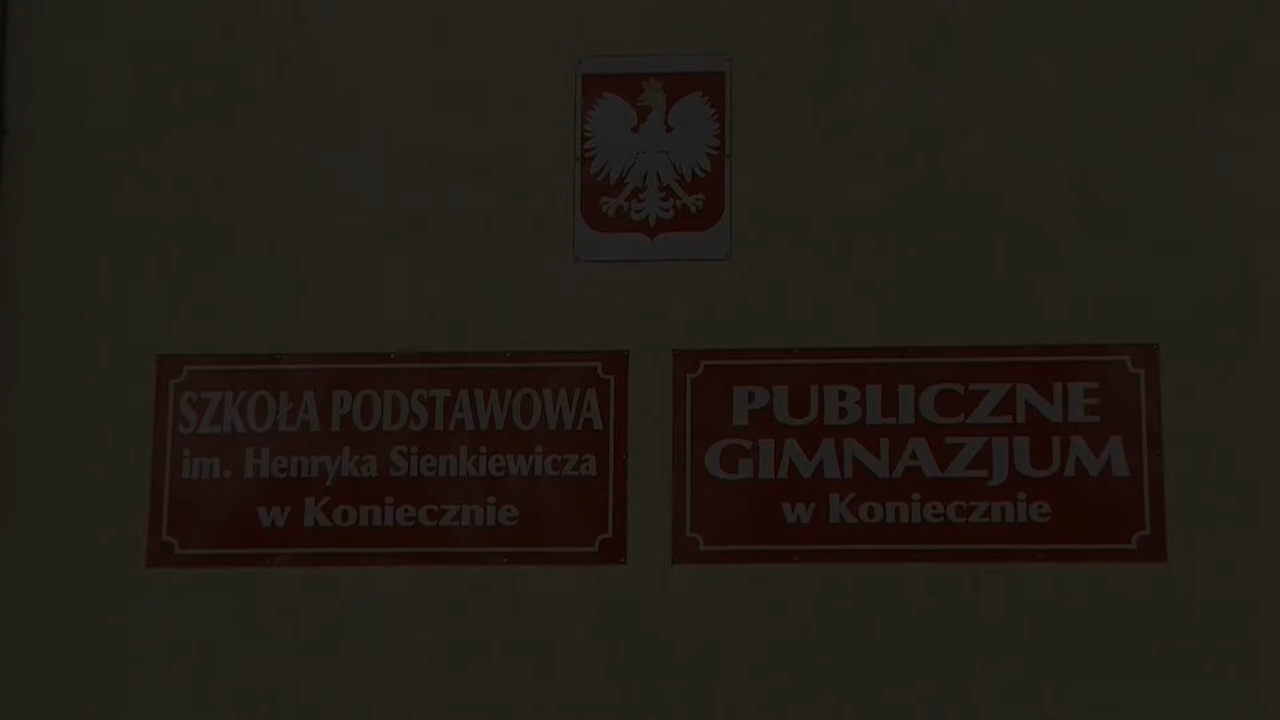 SZKOŁA PODSTAWOWA
im. Henryka Sienkiewicza
w Koniecznie
PUBLICZNE
GIMNAZJUM
w Koniecznie